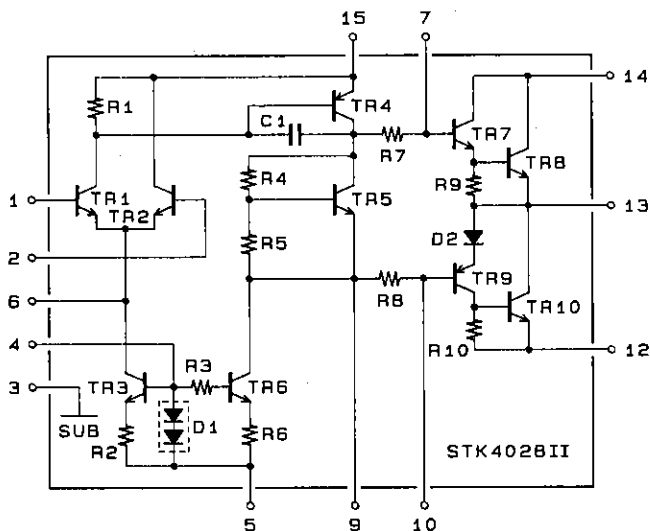 15 7
14
R1
TR4
C1
TR7
R7
TR8
R4
R9
1
TR1
TR2
TR5
13
D2
2
R5
TR9
6
R8
TR10
4
R10
R3
12
3
TR3
TR6
D1
SUB
R2
R6
STK4028II
5 9 10